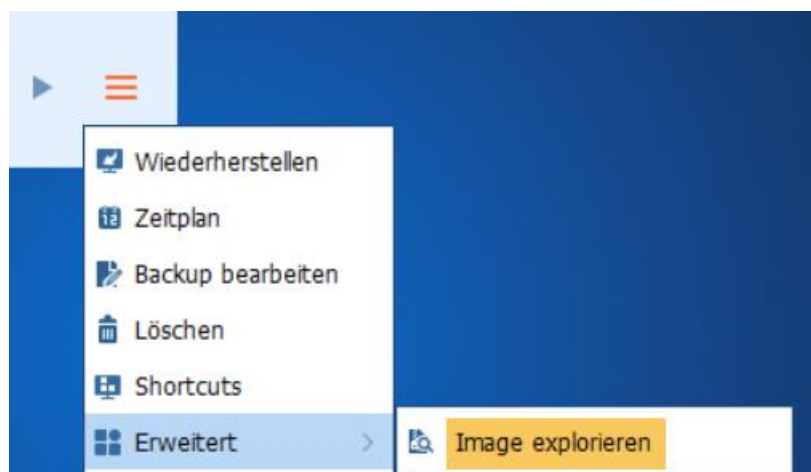 Wiederherstellen
Zeitplan
Backup bearbeiten
Löschen
Shortcuts
Erweitert
Image explorieren